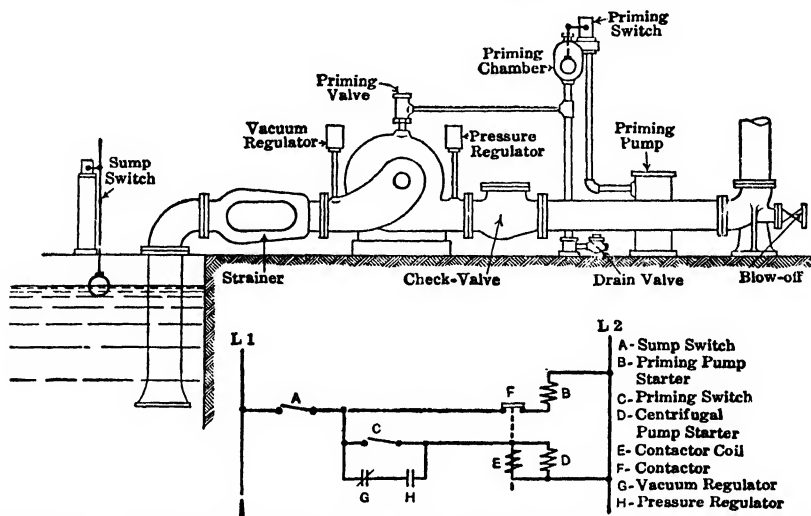 Priming
Switch
Priming
Chamber
Priming
Valve
Vacuum
Regulator
Pressure
Regulator
Priming
Pump
Sump
Switch
Strainer
Check-Valve
Drain Valve
Blow-off
L 1
L 2
A
B
C
D
E
F
G
H
A- Sump Switch
B- Priming Pump
Starter
C- Priming Switch
D- Centrifugal
Pump Starter
E- Contactor Coil
F- Contactor
G- Vacuum Regulator
H- Pressure Regulator